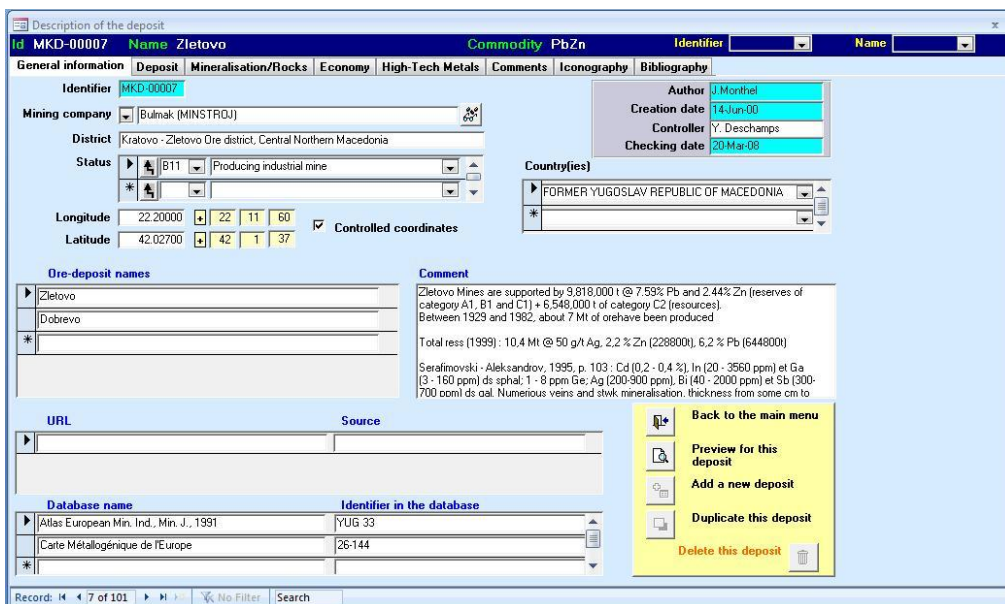 Description of the deposit x
Id MKD-00007 Name Zletovo Commodity PbZn Identifier Name
General information Deposit Mineralisation/Rocks Economy High-Tech Metals Comments Iconography Bibliography
Identifier MKD-00007
Mining company Bulmak (MINSTROJ)
District Kratovo - Zletovo Ore district, Central Northern Macedonia
Status B11 Producing industrial mine
Author J.Monthel
Creation date 14-Jun-00
Controller Y. Deschamps
Checking date 20-Mar-08
Country(ies)
FORMER YUGOSLAV REPUBLIC OF MACEDONIA
Longitude 22.20000 + 22 11 60
Latitude 42.02700 + 42 1 37
Controlled coordinates
Ore-deposit names
Zletovo
Dobrevo
Comment
Zletovo Mines are supported by 9,818,000 t @ 7.59% Pb and 2.44% Zn (reserves of
category A1, B1 and C1) + 6,548,000 t of category C2 (resources).
Between 1929 and 1982, about 7 Mt of orehave been produced
Total ress (1999) : 10,4 Mt @ 50 g/t Ag, 2,2 % Zn (228800t), 6,2 % Pb (644800t)
Serafimovski - Aleksandrov, 1995, p. 103 : Cd (0,2 - 0,4 %), In (20 - 3560 ppm) et Ga
(3 - 160 ppm) ds sphal; 1 - 8 ppm Ge; Ag (200-900 ppm), Bi (40 - 2000 ppm) et Sb (300-
700 ppm) ds gal. Numerious veins and stwk mineralisation, thickness from some cm to
URL Source
Database name Identifier in the database
Atlas European Min. Ind., Min. J., 1991 YUG 33
Carte Métallogénique de l'Europe 26-144
Back to the main menu
Preview for this
deposit
Add a new deposit
Duplicate this deposit
Delete this deposit
Record: 7 of 101 No Filter Search